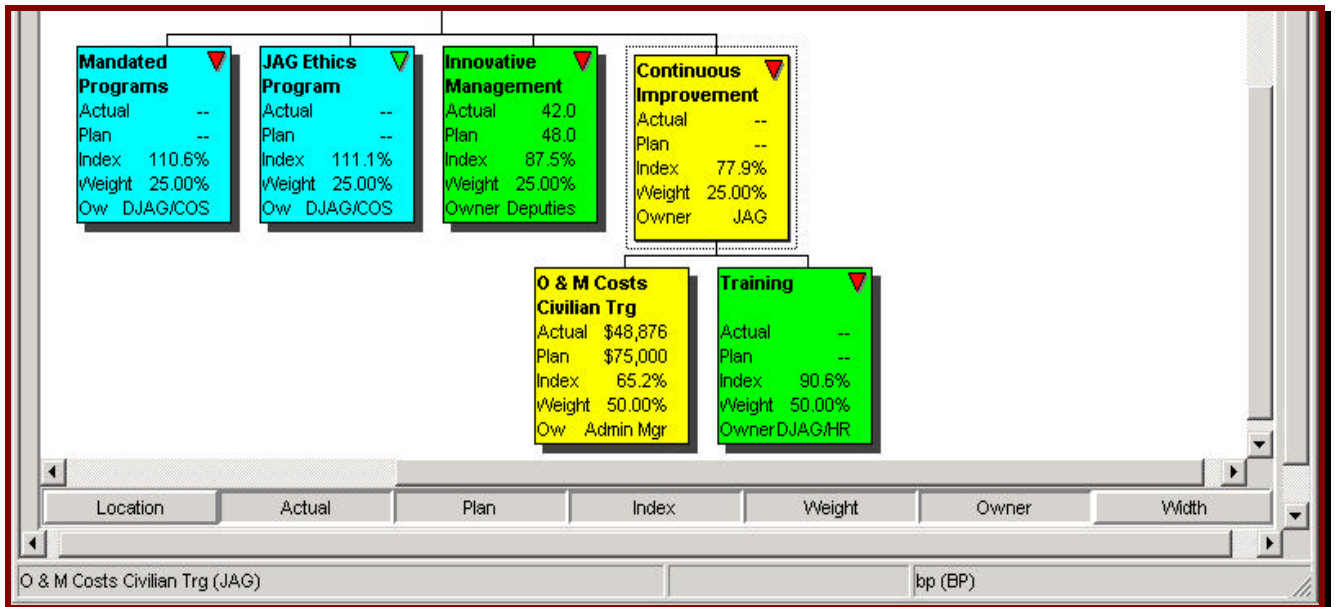 Mandated
Programs
Actual --
Plan --
Index 110.6%
Weight 25.00%
Ow DJAG/COS
JAG Ethics
Program
Actual --
Plan --
Index 111.1%
Weight 25.00%
Ow DJAG/COS
Innovative
Management
Actual 42.0
Plan 48.0
Index 87.5%
Weight 25.00%
Owner Deputies
Continuous
Improvement
Actual --
Plan --
Index 77.9%
Weight 25.00%
Owner JAG
O & M Costs
Civilian Trg
Actual $48,876
Plan $75,000
Index 65.2%
Weight 50.00%
Ow Admin Mgr
Training
Actual --
Plan --
Index 90.6%
Weight 50.00%
Owner DJAG/HR
Location Actual Plan Index Weight Owner Width
O & M Costs Civilian Trg (JAG) bp (BP)